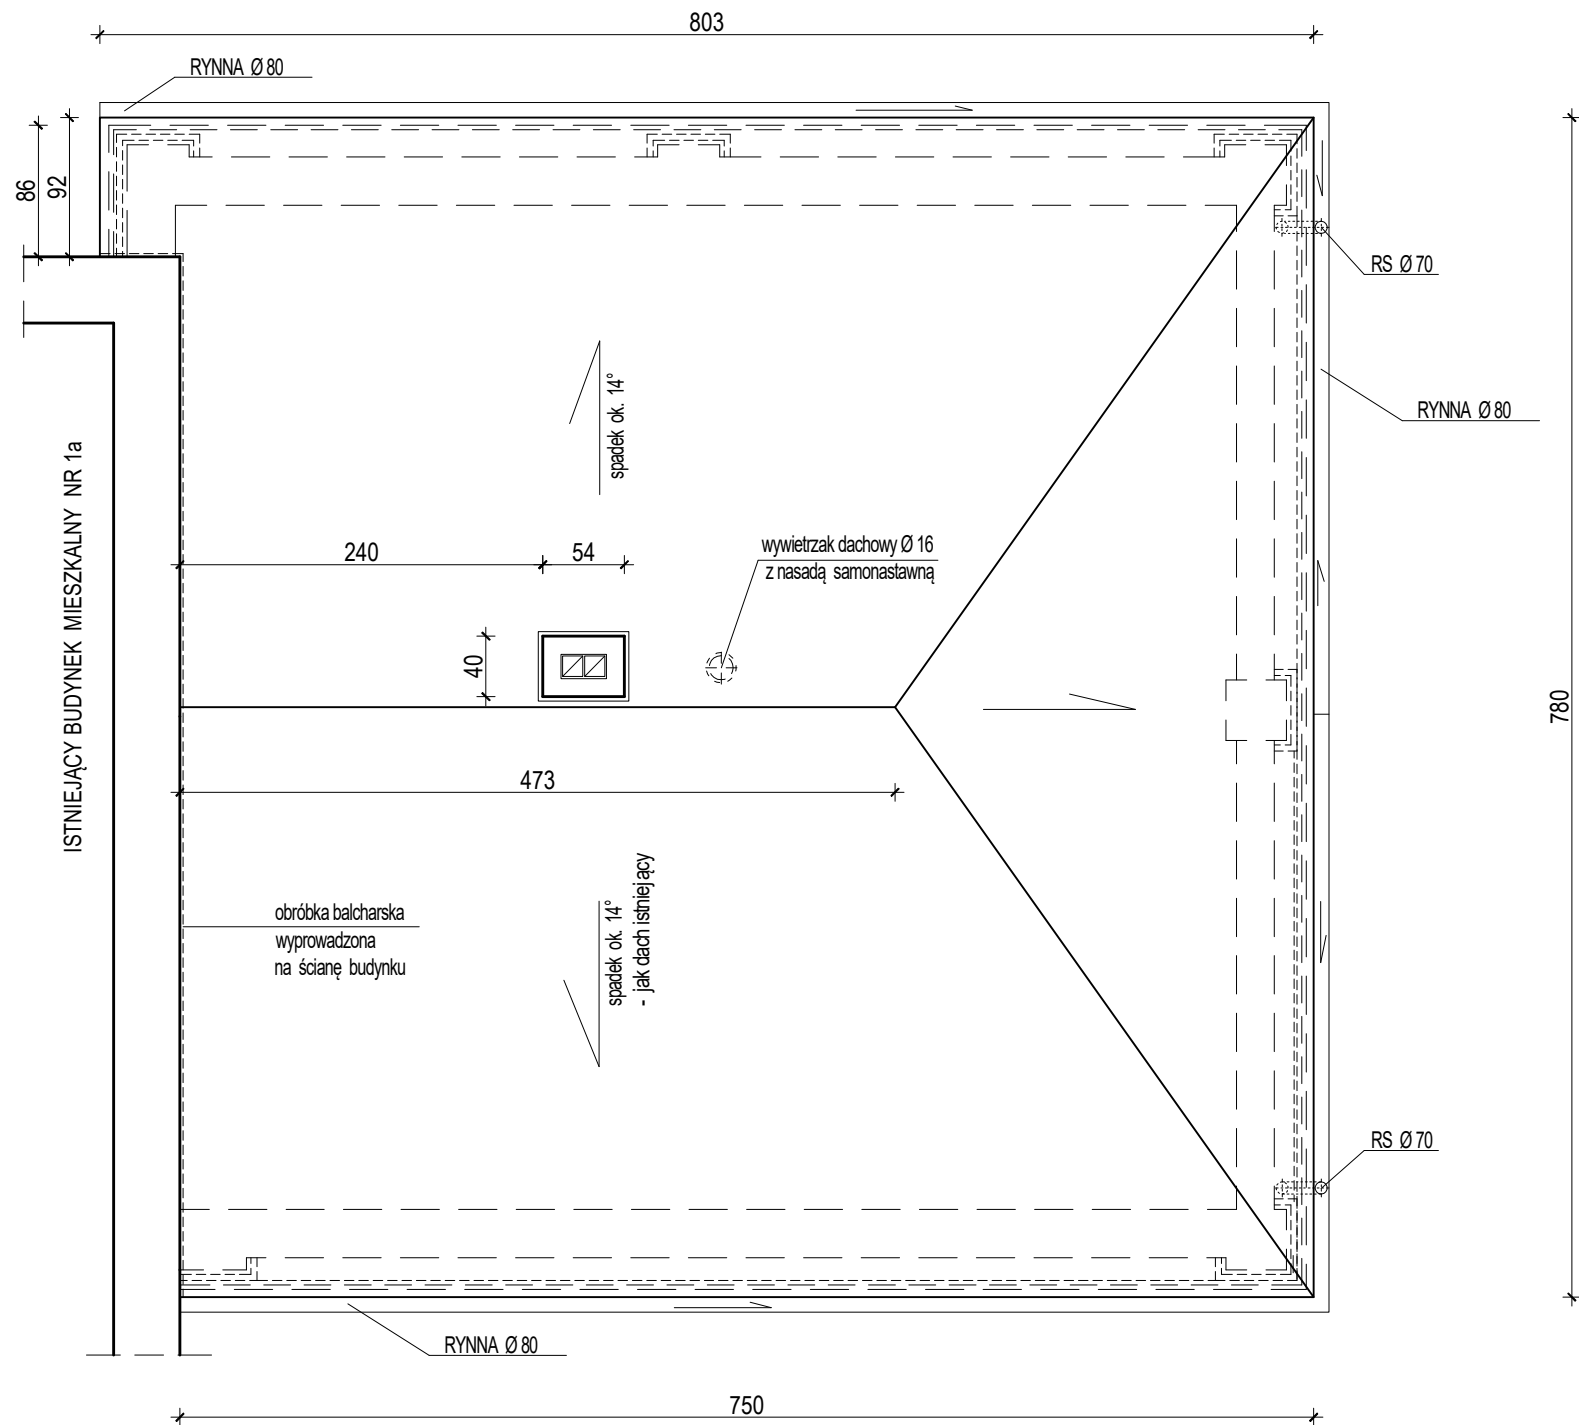 803
RYNNA Ø 80
86
92
RS Ø 70
RYNNA Ø 80
spadek ok. 14°
ISTNIEJĄCY BUDYNEK MIESZKALNY NR 1a
240
54
wywietrzak dachowy Ø 16
z nasadą samonastawną
40
780
473
spadek ok. 14°
- jak dach istniejący
obróbka balcharska
wyprowadzona
na ścianę budynku
RS Ø 70
RYNNA Ø 80
750